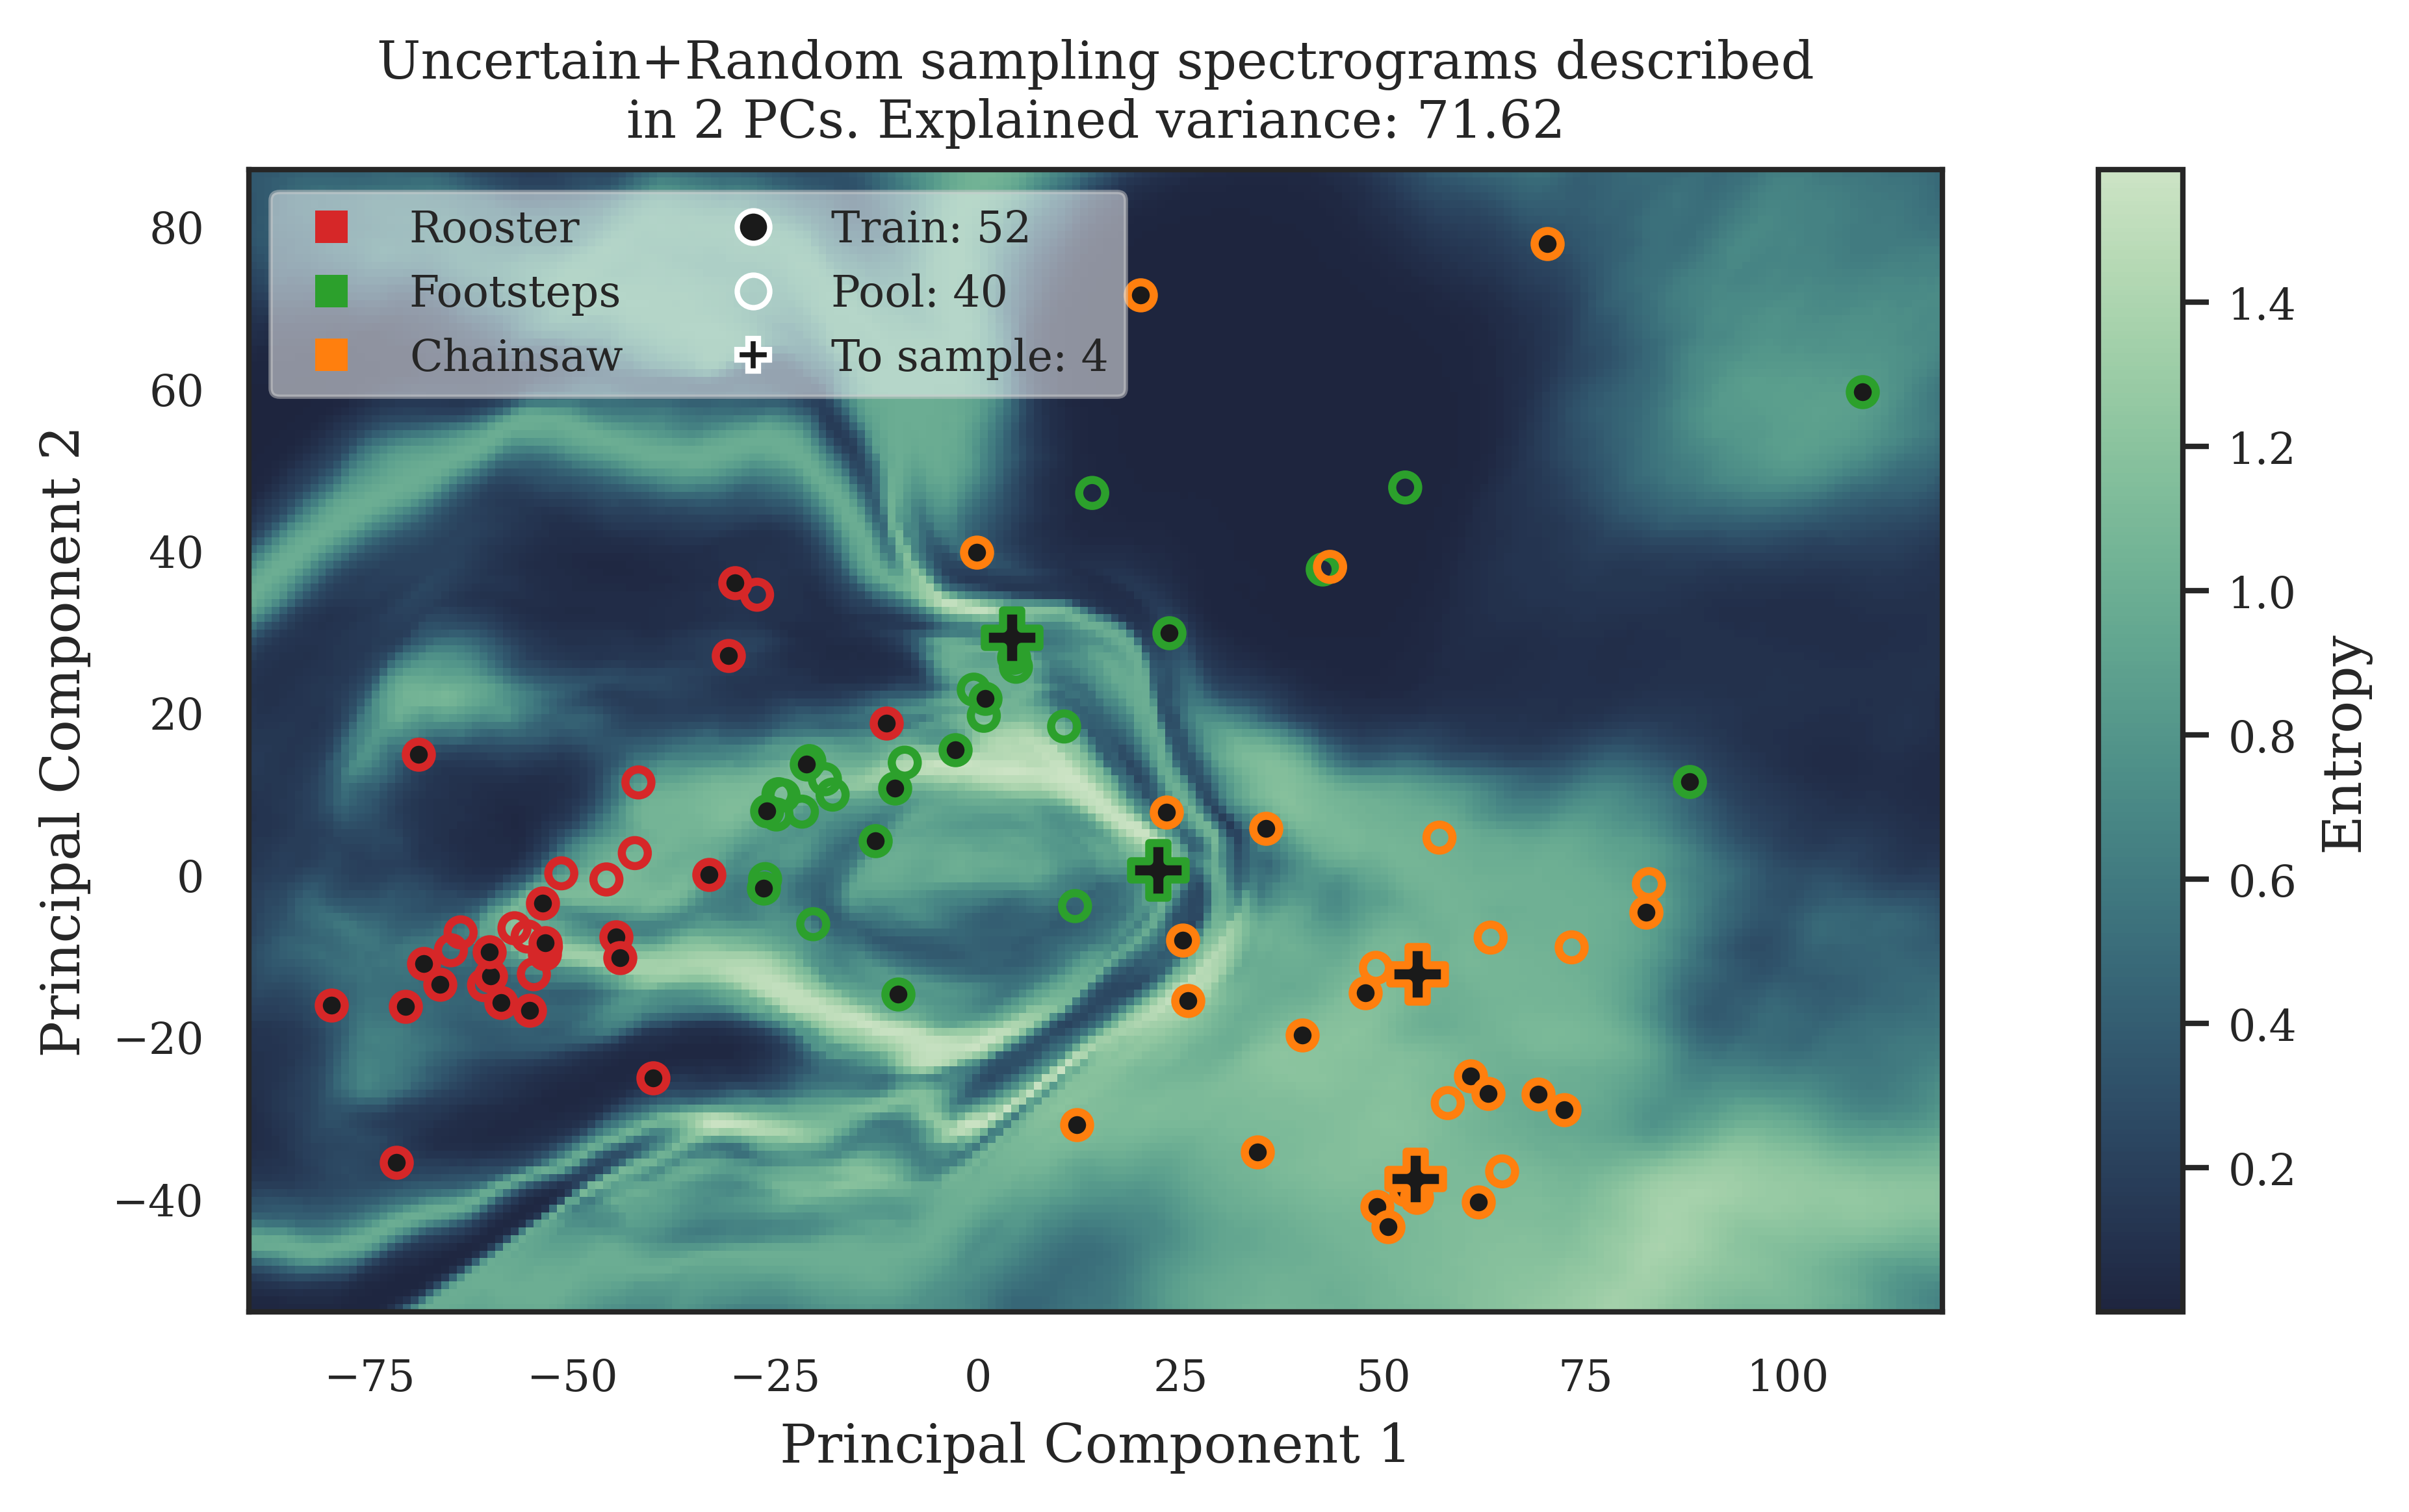 Uncertain+Random sampling spectrograms described
in 2 PCs. Explained variance: 71.62
Rooster
Footsteps
Chainsaw
Train: 52
Pool: 40
To sample: 4
80
60
40
20
0
−20
−40
Principal Component 2
−75
−50
−25
0
25
50
75
100
Principal Component 1
1.4
1.2
1.0
0.8
0.6
0.4
0.2
Entropy